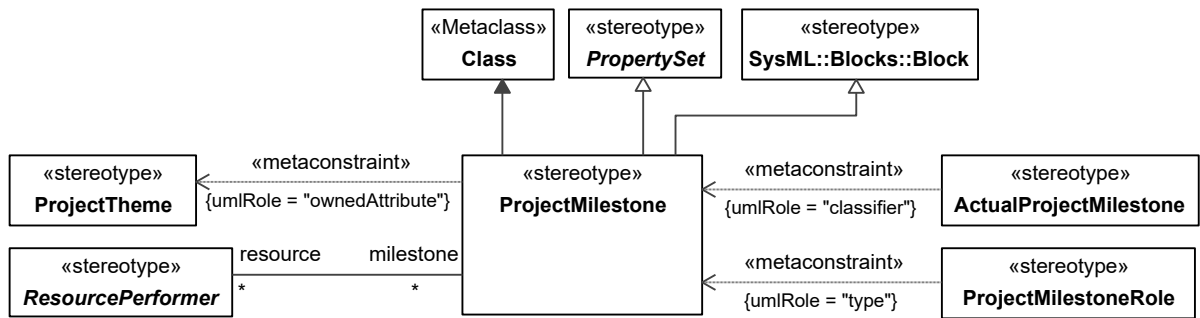 «Metaclass»
Class
«stereotype»
PropertySet
«stereotype»
SysML::Blocks::Block
«stereotype»
ProjectTheme
«metaconstraint»
{umlRole = "ownedAttribute"}
«stereotype»
ProjectMilestone
«metaconstraint»
{umlRole = "classifier"}
«stereotype»
ActualProjectMilestone
«stereotype»
ResourcePerformer
resource
milestone
*
*
«metaconstraint»
{umlRole = "type"}
«stereotype»
ProjectMilestoneRole